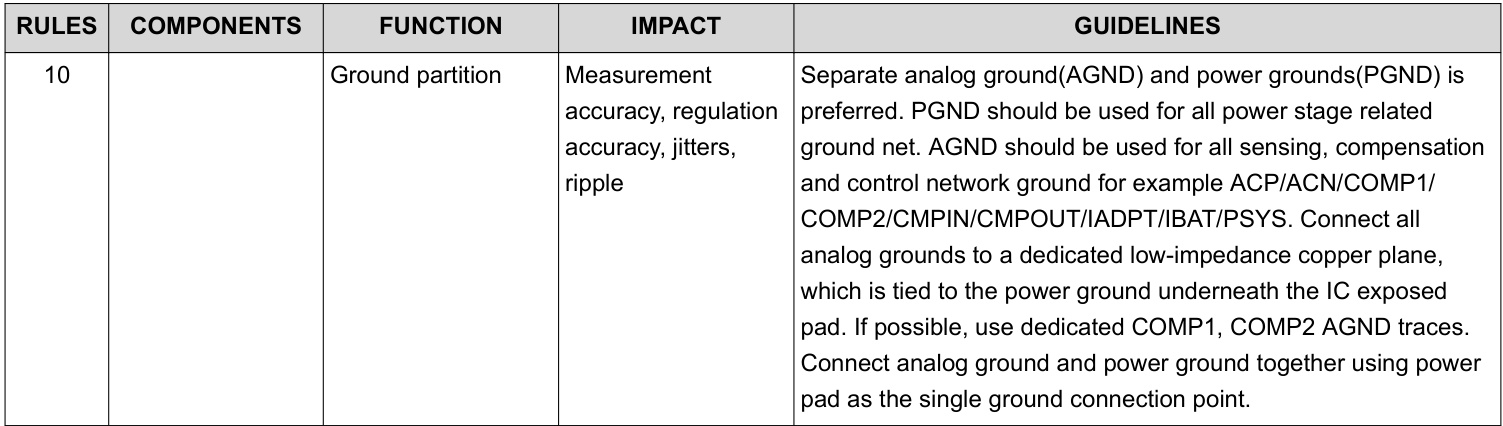 RULES COMPONENTS FUNCTION IMPACT GUIDELINES
10
Ground partition
Measurement
accuracy, regulation
accuracy, jitters,
ripple
Separate analog ground(AGND) and power grounds(PGND) is
preferred. PGND should be used for all power stage related
ground net. AGND should be used for all sensing, compensation
and control network ground for example ACP/ACN/COMP1/
COMP2/CMPIN/CMPOUT/IADPT/IBAT/PSYS. Connect all
analog grounds to a dedicated low-impedance copper plane,
which is tied to the power ground underneath the IC exposed
pad. If possible, use dedicated COMP1, COMP2 AGND traces.
Connect analog ground and power ground together using power
pad as the single ground connection point.